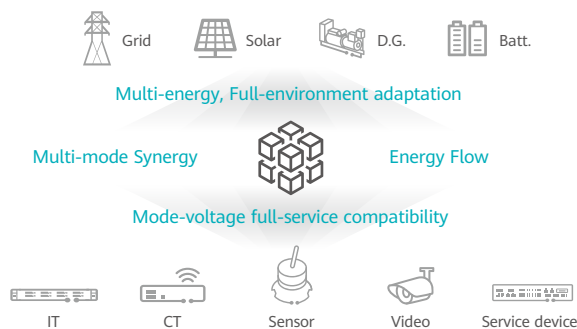 Grid Solar D.G. Batt.
Multi-energy, Full-environment adaptation
Multi-mode Synergy Energy Flow
Mode-voltage full-service compatibility
IT CT Sensor Video Service device